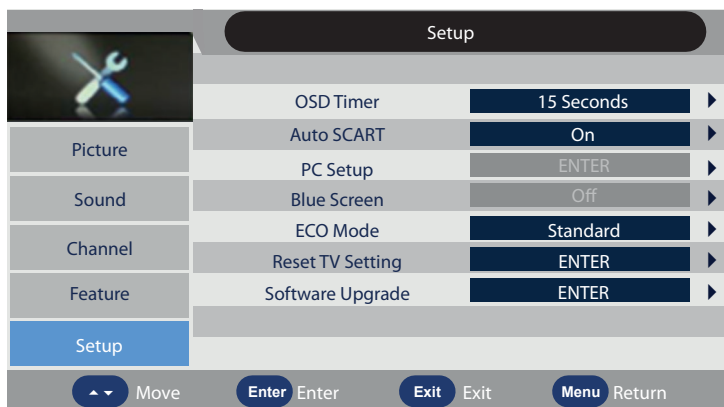 Setup
OSD Timer 15 Seconds
Auto SCART On
Picture
PC Setup ENTER
Sound
Blue Screen Off
ECO Mode Standard
Channel
Reset TV Setting ENTER
Feature
Software Upgrade ENTER
Setup
Move Enter Enter Exit Exit Menu Return